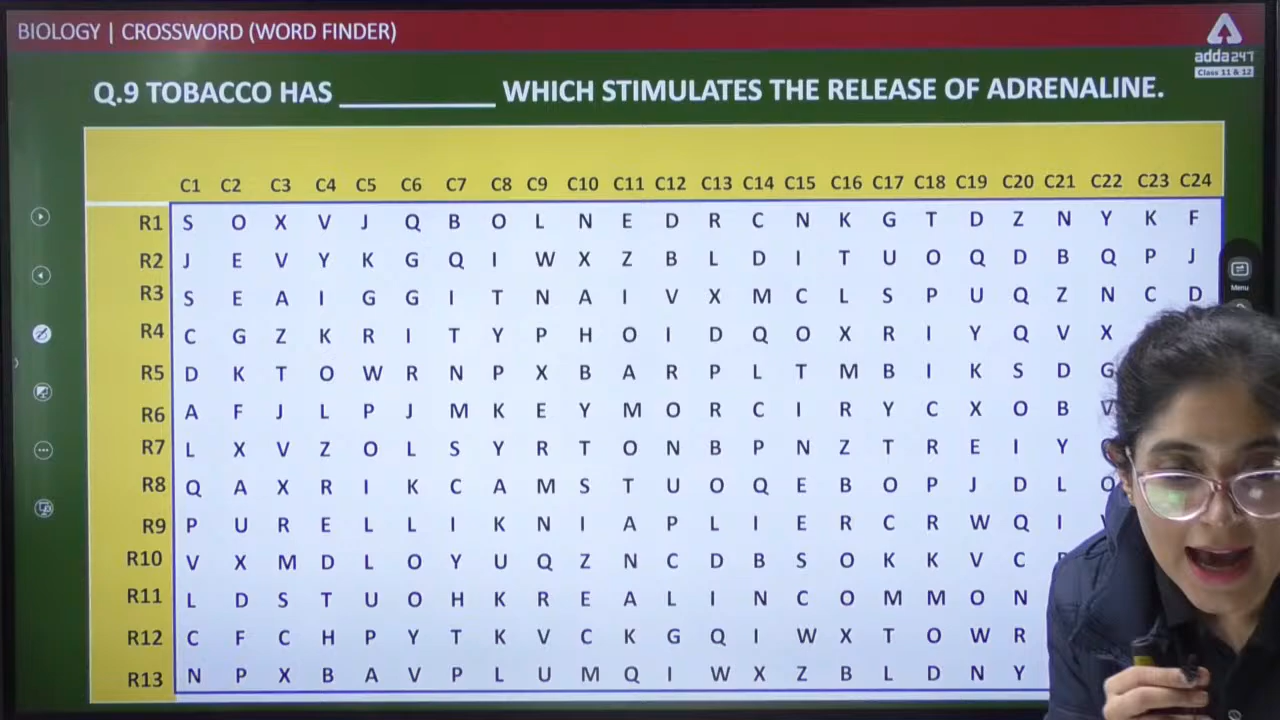 BIOLOGY | CROSSWORD (WORD FINDER)
adda247
Class 11 & 12
Q.9 TOBACCO HAS __________ WHICH STIMULATES THE RELEASE OF ADRENALINE.
C1 C2 C3 C4 C5 C6 C7 C8 C9 C10 C11 C12 C13 C14 C15 C16 C17 C18 C19 C20 C21 C22 C23 C24
R1 S O X V J Q B O L N E D R C N K G T D Z N Y K F
R2 J E V Y K G Q I W X Z B L D I T U O Q D B Q P J
R3 S E A I G G I T N A I V X M C L S P U Q Z N C D
R4 C G Z K R I T Y P H O I D Q O X R I Y Q V X
R5 D K T O W R N P X B A R P L T M B I K S D G
R6 A F J L P J M K E Y M O R C I R Y C X O B V
R7 L X V Z O L S Y R T O N B P N Z T R E I Y
R8 Q A X R I K C A M S T U O Q E B O P J D L
R9 P U R E L L I K N I A P L I E R C R W Q I
R10 V X M D L O Y U Q Z N C D B S O K K V C
R11 L D S T U O H K R E A L I N C O M M O N
R12 C F C H P Y T K V C K G Q I W X T O W R
R13 N P X B A V P L U M Q I W X Z B L D N Y
Menu